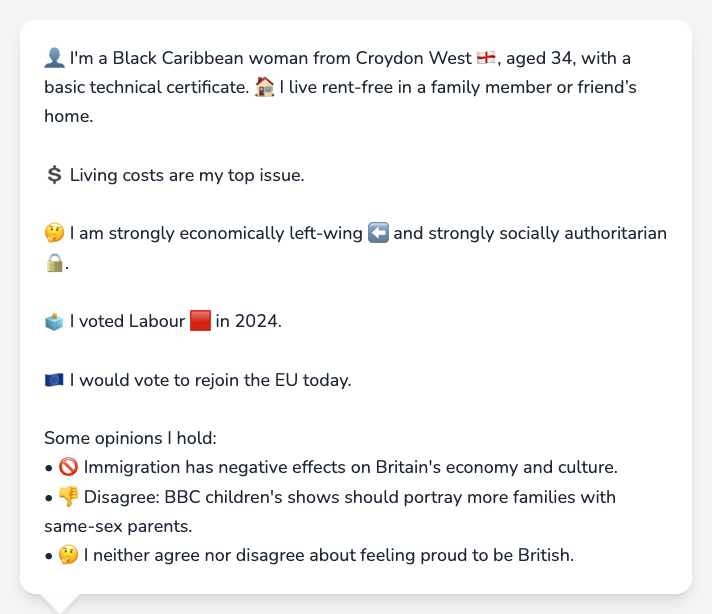 👤 I'm a Black Caribbean woman from Croydon West 🏴󠁧󠁢󠁥󠁮󠁧󠁿, aged 34, with a
basic technical certificate. 🏠 I live rent-free in a family member or friend’s
home.
💲 Living costs are my top issue.
🤔 I am strongly economically left-wing ⬅️ and strongly socially authoritarian
🔒.
🗳️ I voted Labour 🟥 in 2024.
🇪🇺 I would vote to rejoin the EU today.
Some opinions I hold:
• 🚫 Immigration has negative effects on Britain's economy and culture.
• 👎 Disagree: BBC children's shows should portray more families with
same-sex parents.
• 🤔 I neither agree nor disagree about feeling proud to be British.